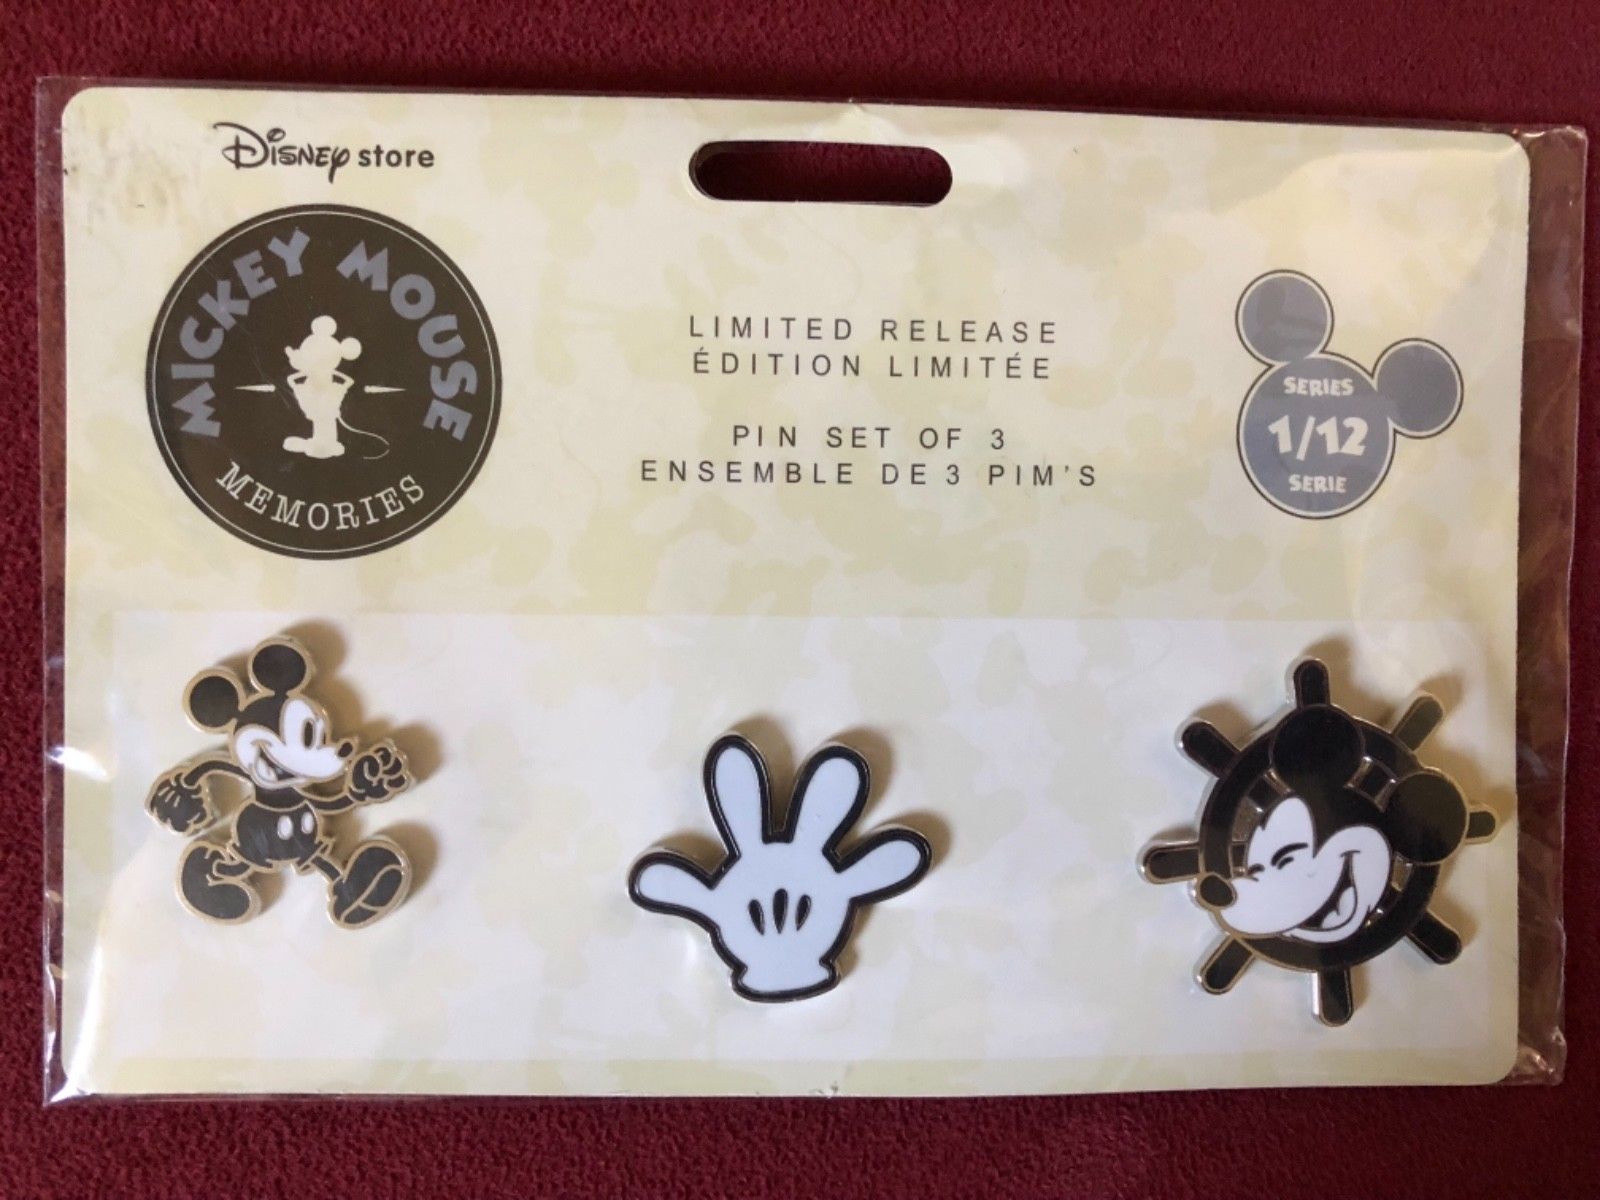 Disney store
MICKEY MOUSE
MEMORIES
LIMITED RELEASE
ÉDITION LIMITÉE
PIN SET OF 3
ENSEMBLE DE 3 PIM'S
SERIES
1/12
SERIE